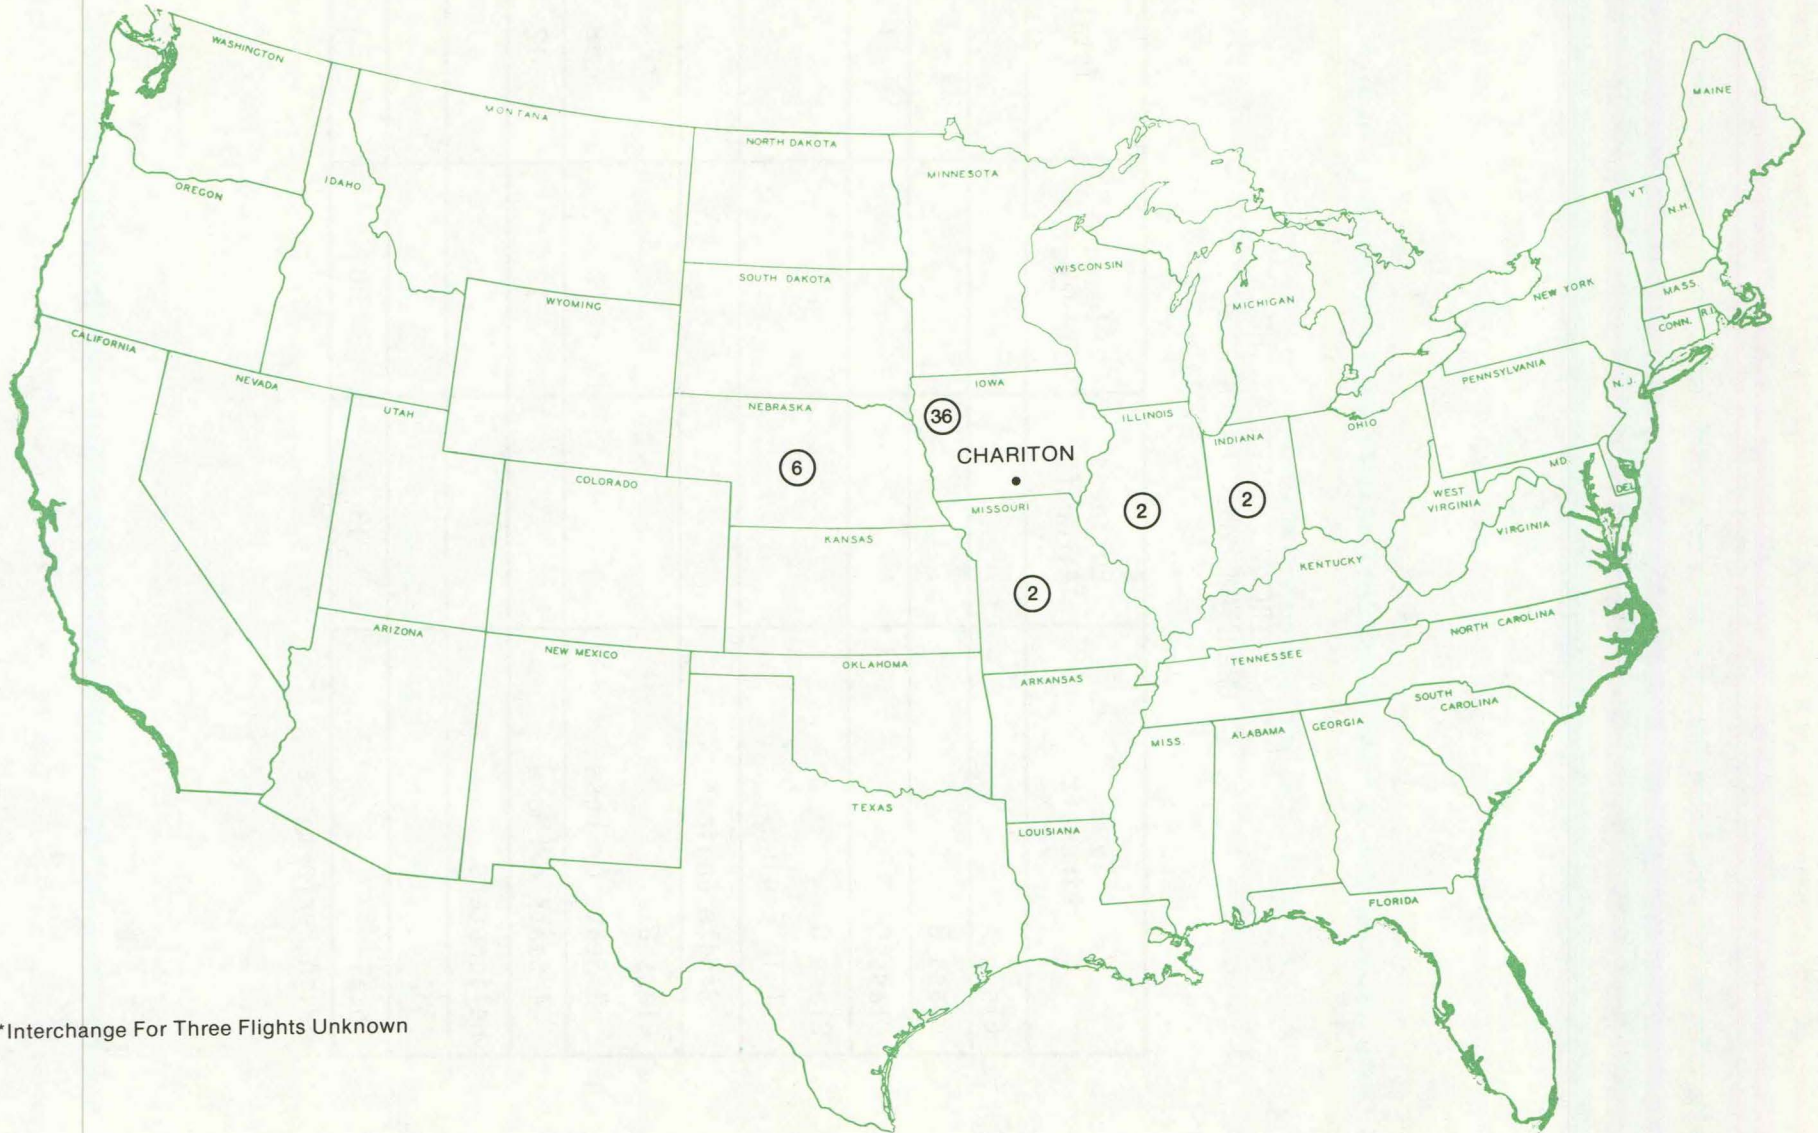 WASHINGTON
MONTANA
NORTH DAKOTA
MINNESOTA
MAINE
OREGON
IDAHO
V.T.
N.H.
SOUTH DAKOTA
WISCONSIN
MICHIGAN
NEW YORK
MASS.
WYOMING
CONN.
R.I.
CALIFORNIA
NEVADA
UTAH
NEBRASKA
IOWA
ILLINOIS
INDIANA
OHIO
PENNSYLVANIA
N. J.
36
CHARITON
6
COLORADO
2
2
MISSOURI
MD.
DEL.
WEST
VIRGINIA
VIRGINIA
KANSAS
KENTUCKY
2
ARIZONA
NEW MEXICO
OKLAHOMA
TENNESSEE
NORTH CAROLINA
ARKANSAS
SOUTH
CAROLINA
MISS.
ALABAMA
GEORGIA
TEXAS
LOUISIANA
FLORIDA
*Interchange For Three Flights Unknown